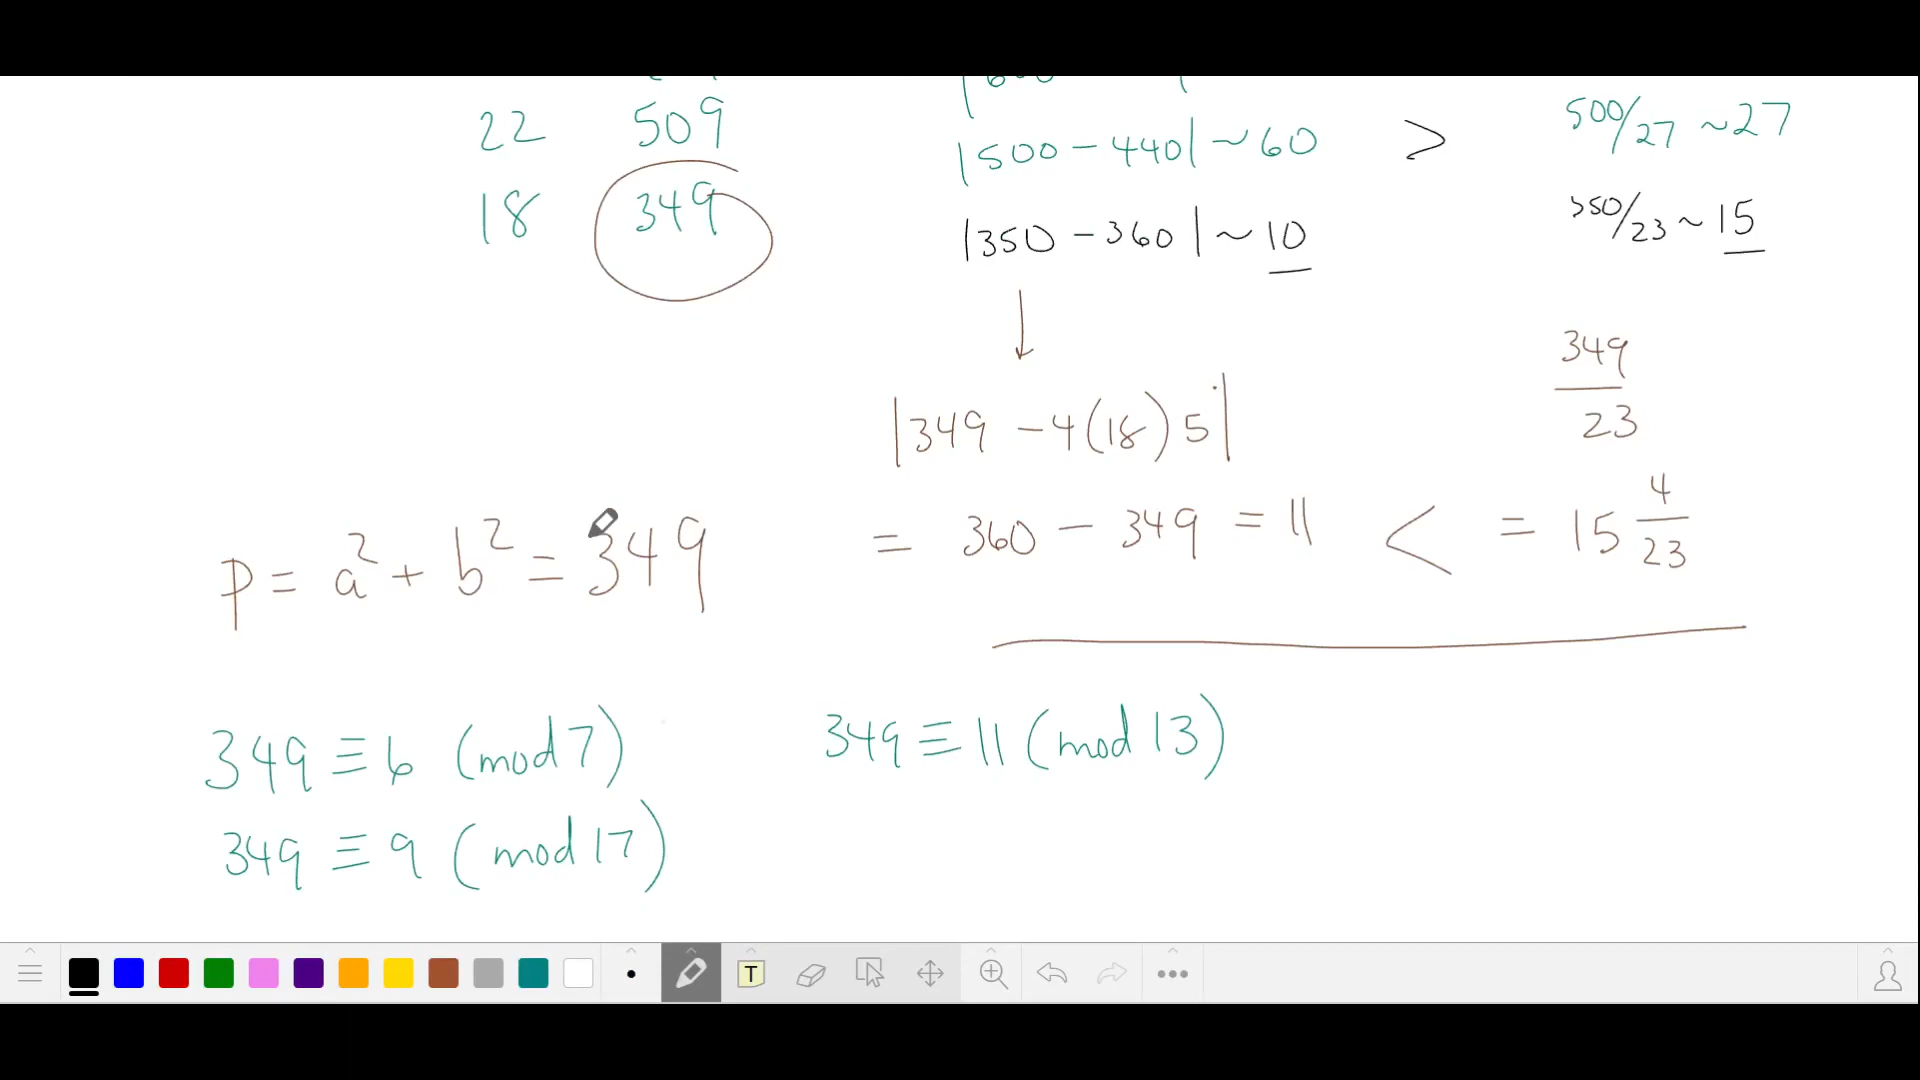 22 509 |500 - 440| ~ 60 > 500/27 ~ 27
18 349 |350 - 360| ~ 10 350/23 ~ 15
|349 - 4(18)5| 349/23
p = a² + b² = 349 = 360 - 349 = 11 < = 15 4/23
349 ≡ 6 (mod 7) 349 ≡ 11 (mod 13)
349 ≡ 9 (mod 17)
T